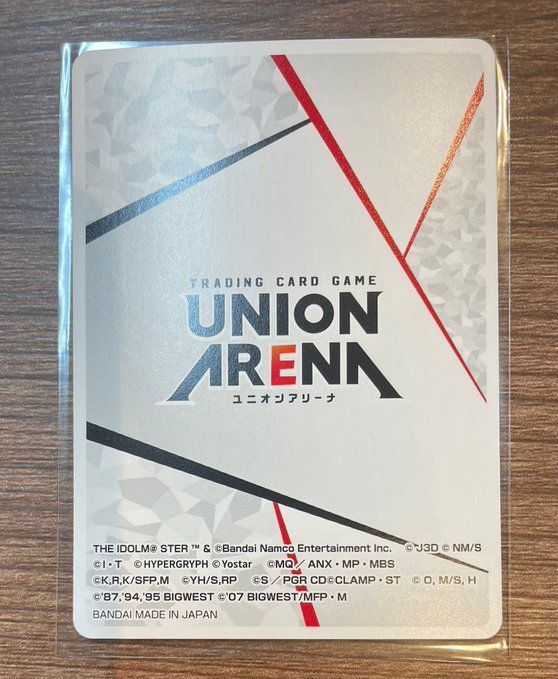 TRADING CARD GAME
UNION
ARENA
ユニオンアリーナ
THE IDOLM@ STER ™ & ©Bandai Namco Entertainment Inc. © J3D © NM/S
©I・T ©HYPERGRYPH ©Yostar ©MQ／ANX・MP・MBS
©K,R,K/SFP,M ©YH/S,RP ©S／PGR CD©CLAMP・ST © O, M/S, H
©'87,'94,'95 BIGWEST ©'07 BIGWEST/MFP・M
BANDAI MADE IN JAPAN